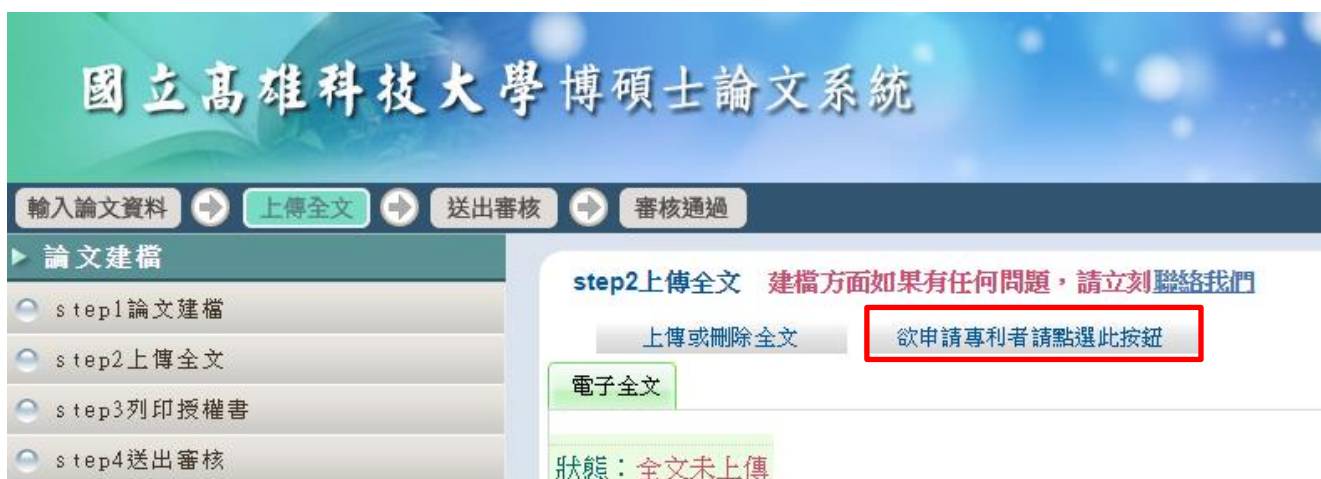 國立高雄科技大學博碩士論文系統
輸入論文資料 上傳全文 送出審核 審核通過
論文建檔
step1論文建檔
step2上傳全文
step3列印授權書
step4送出審核
step2上傳全文 建檔方面如果有任何問題，請立刻聯絡我們
上傳或刪除全文 欲申請專利者請點選此按鈕
電子全文
狀態：全文未上傳